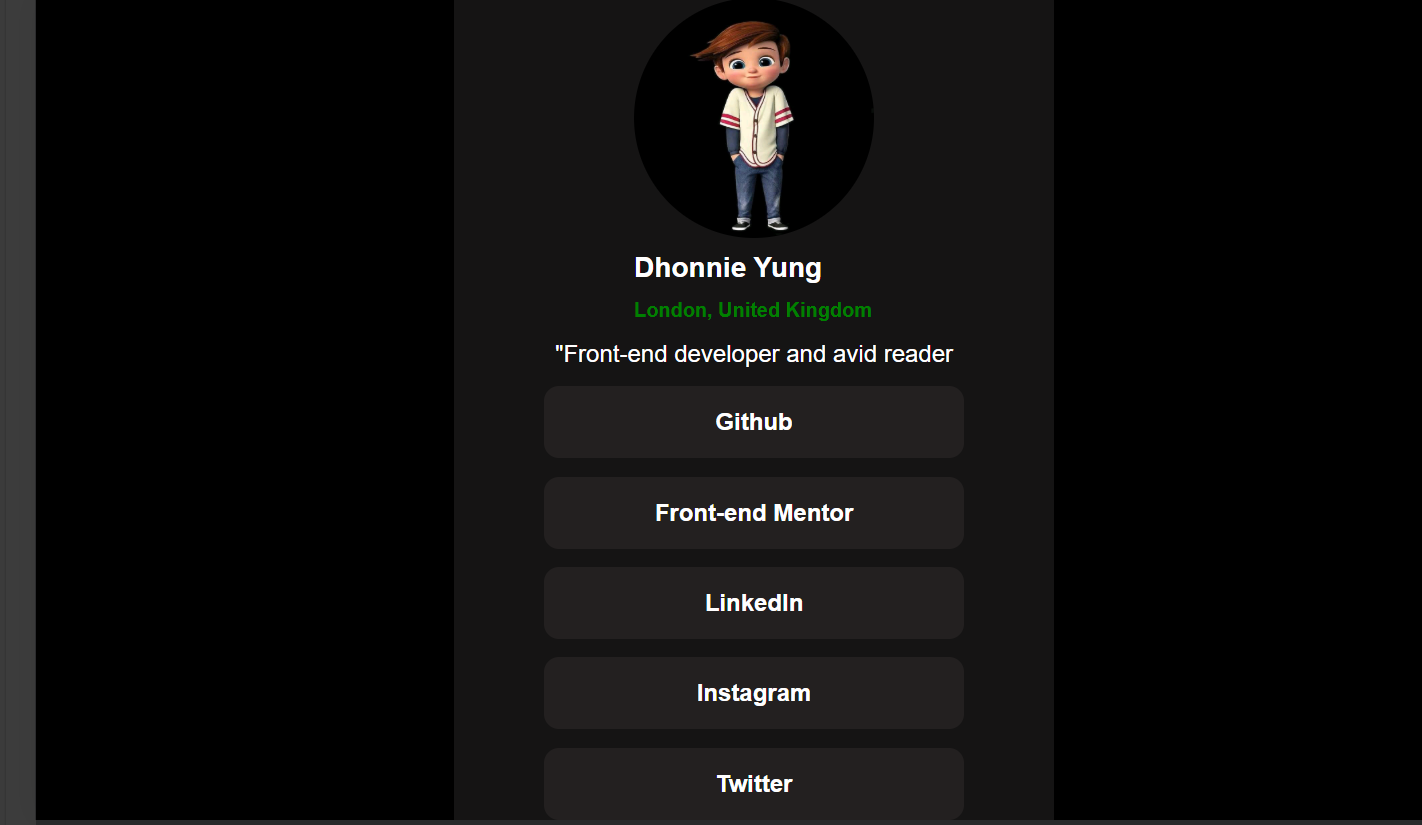 Dhonnie Yung
London, United Kingdom
"Front-end developer and avid reader
Github
Front-end Mentor
LinkedIn
Instagram
Twitter